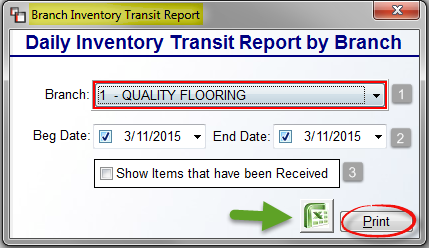 Branch Inventory Transit Report
Daily Inventory Transit Report by Branch
Branch: 1 - QUALITY FLOORING 1
Beg Date: 3/11/2015 End Date: 3/11/2015 2
Show Items that have been Received 3
Print